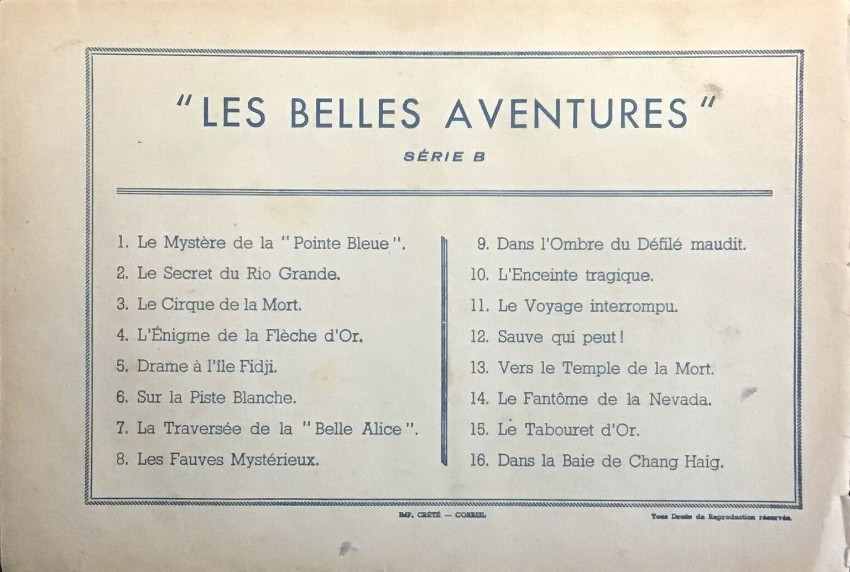 "LES BELLES AVENTURES"
SÉRIE B
1. Le Mystère de la "Pointe Bleue".
2. Le Secret du Rio Grande.
3. Le Cirque de la Mort.
4. L'Énigme de la Flèche d'Or.
5. Drame à l'île Fidji.
6. Sur la Piste Blanche.
7. La Traversée de la "Belle Alice".
8. Les Fauves Mystérieux.
9. Dans l'Ombre du Défilé maudit.
10. L'Enceinte tragique.
11. Le Voyage interrompu.
12. Sauve qui peut!
13. Vers le Temple de la Mort.
14. Le Fantôme de la Nevada.
15. Le Tabouret d'Or.
16. Dans la Baie de Chang Haig.
IMP. CRÉTÉ — CORBEIL
Tous Droits de Reproduction réservés.